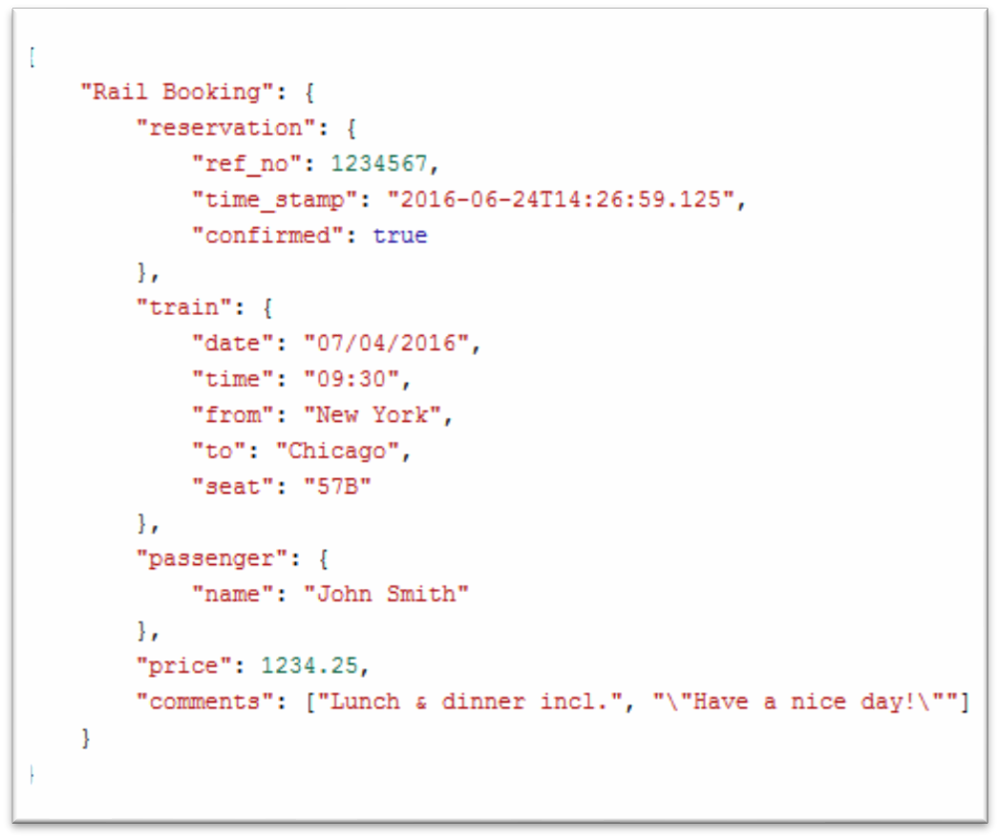 {
"Rail Booking": {
"reservation": {
"ref_no": 1234567,
"time_stamp": "2016-06-24T14:26:59.125",
"confirmed": true
},
"train": {
"date": "07/04/2016",
"time": "09:30",
"from": "New York",
"to": "Chicago",
"seat": "57B"
},
"passenger": {
"name": "John Smith"
},
"price": 1234.25,
"comments": ["Lunch & dinner incl.", "\"Have a nice day!\""]
}
}